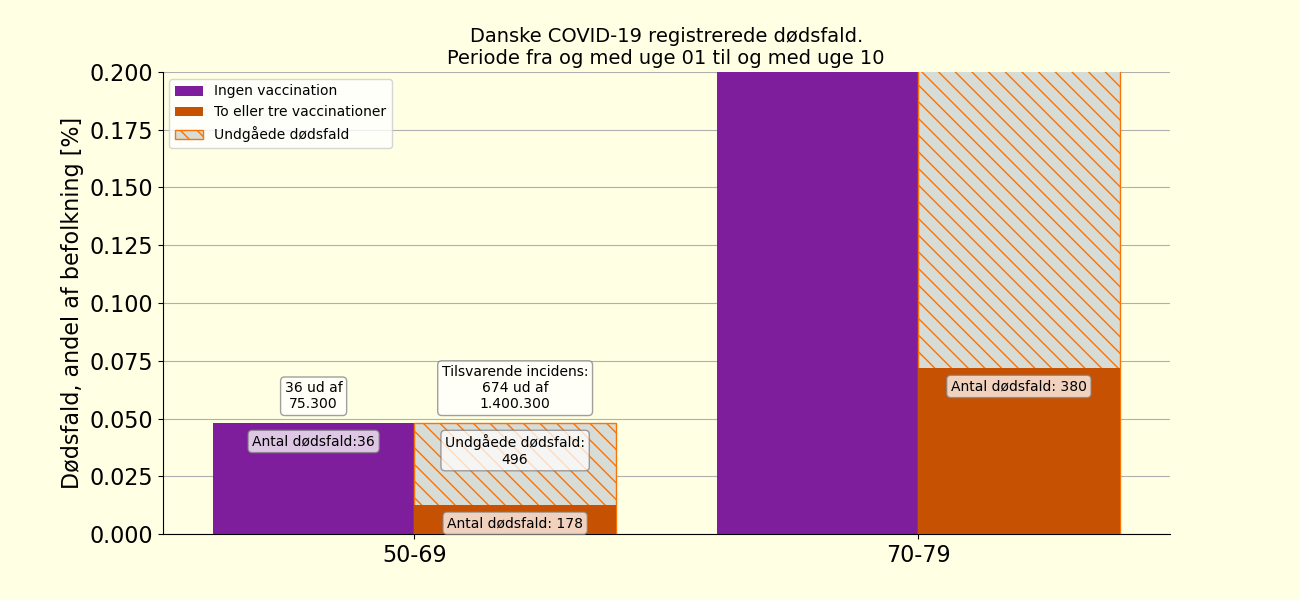 Danske COVID-19 registrerede dødsfald.
Periode fra og med uge 01 til og med uge 10
Dødsfald, andel af befolkning [%]
0.200
0.175
0.150
0.125
0.100
0.075
0.050
0.025
0.000
Ingen vaccination
To eller tre vaccinationer
Undgåede dødsfald
36 ud af
75.300
Antal dødsfald:36
Tilsvarende incidens:
674 ud af
1.400.300
Undgåede dødsfald:
496
Antal dødsfald: 178
Antal dødsfald: 380
50-69
70-79